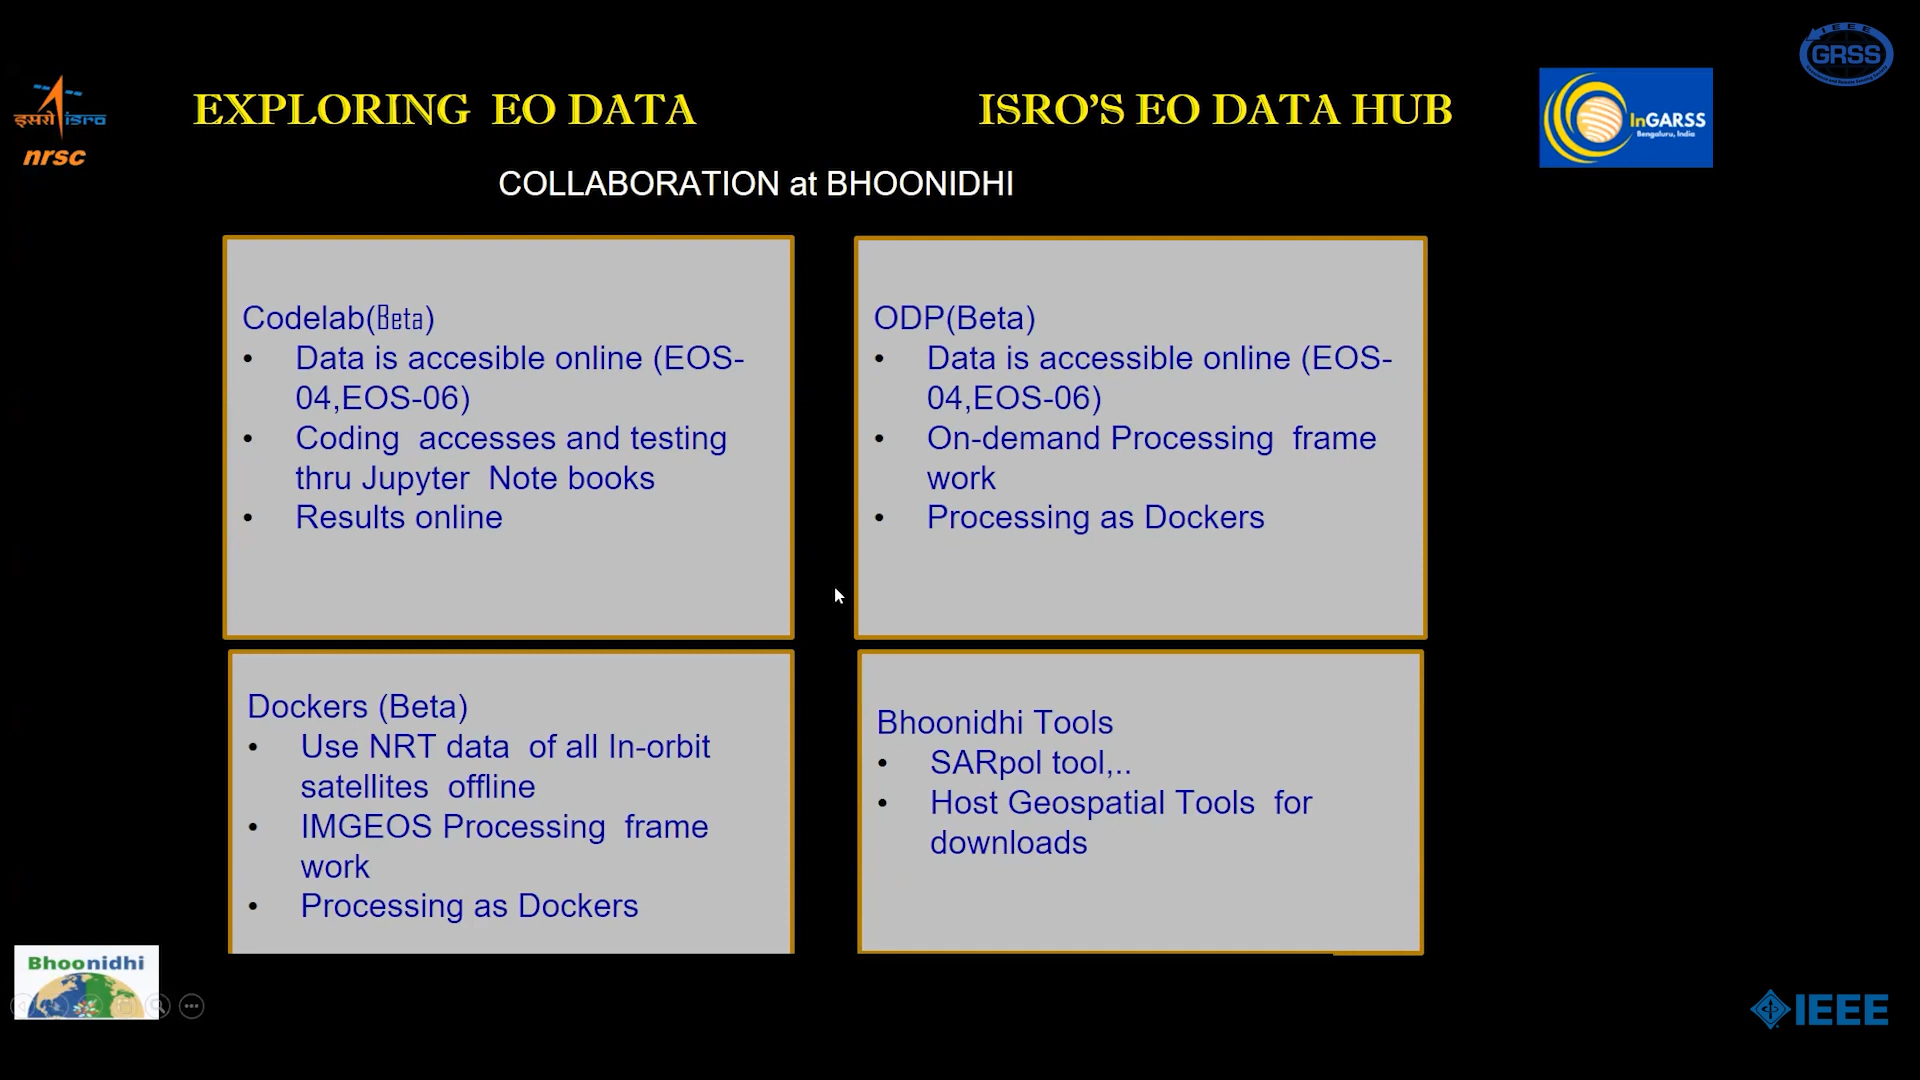 IEEE
GRSS
इसरो isro
nrsc
EXPLORING EO DATA
ISRO'S EO DATA HUB
InGARSS
Bengaluru, India
COLLABORATION at BHOONIDHI
Codelab(Beta)
• Data is accesible online (EOS-
04,EOS-06)
• Coding accesses and testing
thru Jupyter Note books
• Results online
ODP(Beta)
• Data is accessible online (EOS-
04,EOS-06)
• On-demand Processing frame
work
• Processing as Dockers
Dockers (Beta)
• Use NRT data of all In-orbit
satellites offline
• IMGEOS Processing frame
work
• Processing as Dockers
Bhoonidhi Tools
• SARpol tool,..
• Host Geospatial Tools for
downloads
Bhoonidhi
IEEE